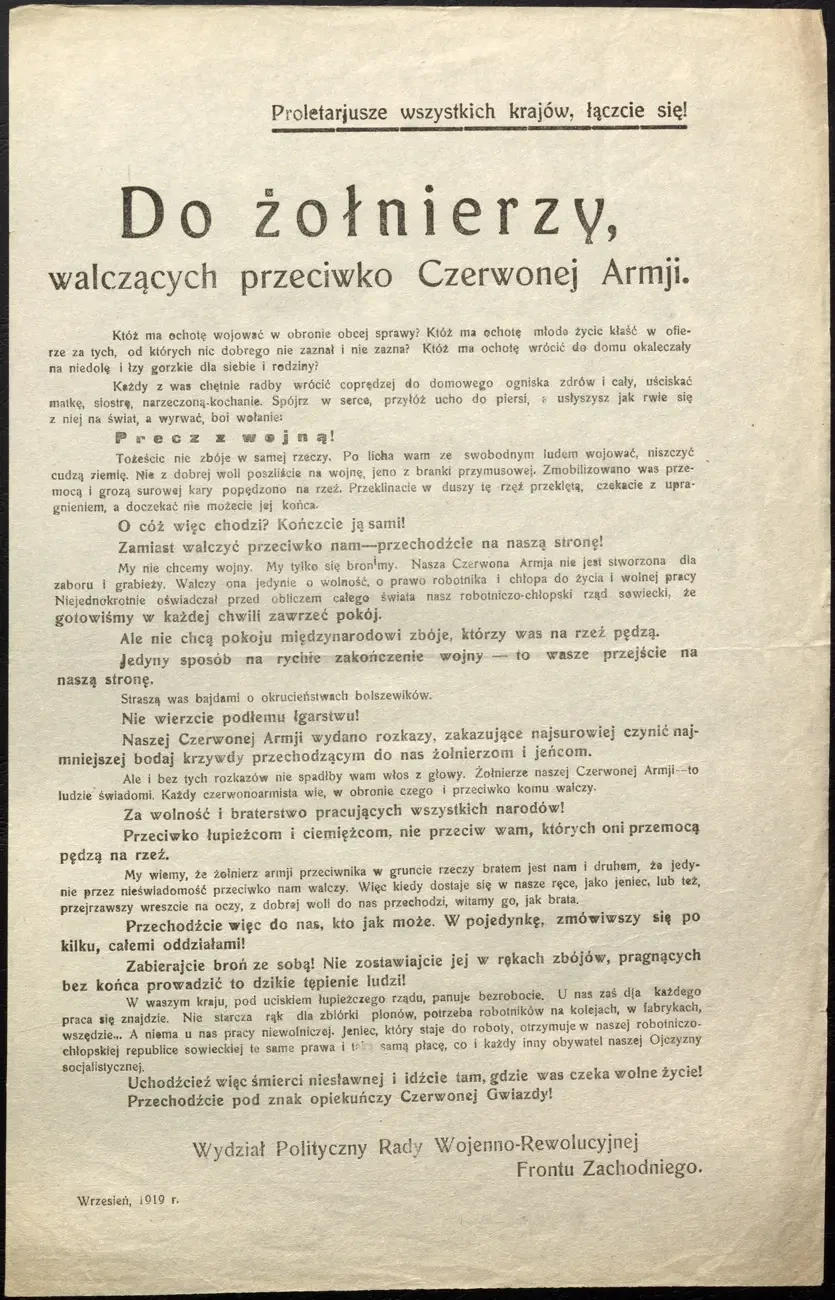 Proletarjusze wszystkich krajów, łączcie się!
Do żołnierzy,
walczących przeciwko Czerwonej Armji.
Któż ma ochotę wojować w obronie obcej sprawy? Któż ma ochotę młode życie kłaść w ofie-
rze za tych, od których nic dobrego nie zaznał i nie zazna? Któż ma ochotę wrócić do domu okaleczały
na niedolę i łzy gorzkie dla siebie i rodziny?
Każdy z was chętnie radby wrócić coprędzej do domowego ogniska zdrów i cały, uściskać
matkę, siostrę, narzeczoną-kochanie. Spójrz w serce, przyłóż ucho do piersi, a usłyszysz jak rwie się
z niej na świat, a wyrwać, boi wołanie:
Precz z wojną!
Tożeście nie zbóje w samej rzeczy. Po licha wam ze swobodnym ludem wojować, niszczyć
cudzą ziemię. Nie z dobrej woli poszliście na wojnę, jeno z branki przymusowej. Zmobilizowano was prze-
mocą i grozą surowej kary popędzono na rzeź. Przeklinacie w duszy tę rzęź przeklętą, czekacie z upra-
gnieniem, a doczekać nie możecie jej końca.
O cóż więc chodzi? Kończcie ją sami!
Zamiast walczyć przeciwko nam—przechodźcie na naszą stronę!
My nie chcemy wojny. My tylko się bronimy. Nasza Czerwona Armja nie jest stworzona dla
zaboru i grabieży. Walczy ona jedynie o wolność, o prawo robotnika i chłopa do życia i wolnej pracy
Niejednokrotnie oświadczał przed obliczem całego świata nasz robotniczo-chłopski rząd sowiecki, że
gotowiśmy w każdej chwili zawrzeć pokój.
Ale nie chcą pokoju międzynarodowi zbóje, którzy was na rzeź pędzą.
Jedyny sposób na rychłe zakończenie wojny — to wasze przejście na
naszą stronę.
Straszą was bajdami o okrucieństwach bolszewików.
Nie wierzcie podłemu łgarstwu!
Naszej Czerwonej Armji wydano rozkazy, zakazujące najsurowiej czynić naj-
mniejszej bodaj krzywdy przechodzącym do nas żołnierzom i jeńcom.
Ale i bez tych rozkazów nie spadłby wam włos z głowy. Żołnierze naszej Czerwonej Armji—to
ludzie świadomi. Każdy czerwonoarmista wie, w obronie czego i przeciwko komu walczy.
Za wolność i braterstwo pracujących wszystkich narodów!
Przeciwko łupieżcom i ciemięzcom, nie przeciw wam, których oni przemocą
pędzą na rzeź.
My wiemy, że żołnierz armji przeciwnika w gruncie rzeczy bratem jest nam i druhem, że jedy-
nie przez nieświadomość przeciwko nam walczy. Więc kiedy dostaje się w nasze ręce, jako jeniec, lub też,
przejrzawszy wreszcie na oczy, z dobrej woli do nas przechodzi, witamy go, jak brata.
Przechodźcie więc do nas, kto jak może. W pojedynkę, zmówiwszy się po
kilku, całemi oddziałami!
Zabierajcie broń ze sobą! Nie zostawiajcie jej w rękach zbójów, pragnących
bez końca prowadzić to dzikie tępienie ludzi!
W waszym kraju, pod uciskiem łupieżczego rządu, panuje bezrobocie. U nas zaś dla każdego
praca się znajdzie. Nie starcza rąk dla zbiórki plonów, potrzeba robotników na kolejach, w fabrykach,
wszędzie... A niema u nas pracy niewolniczej. Jeniec, który staje do roboty, otrzymuje w naszej robotniczo-
chłopskiej republice sowieckiej te same prawa i samą płacę, co i każdy inny obywatel naszej Ojczyzny
socjalistycznej.
Uchodźcież więc śmierci niesławnej i idźcie tam, gdzie was czeka wolne życie!
Przechodźcie pod znak opiekuńczy Czerwonej Gwiazdy!
Wydział Polityczny Rady Wojenno-Rewolucyjnej
Frontu Zachodniego.
Wrzesień, 1919 r.